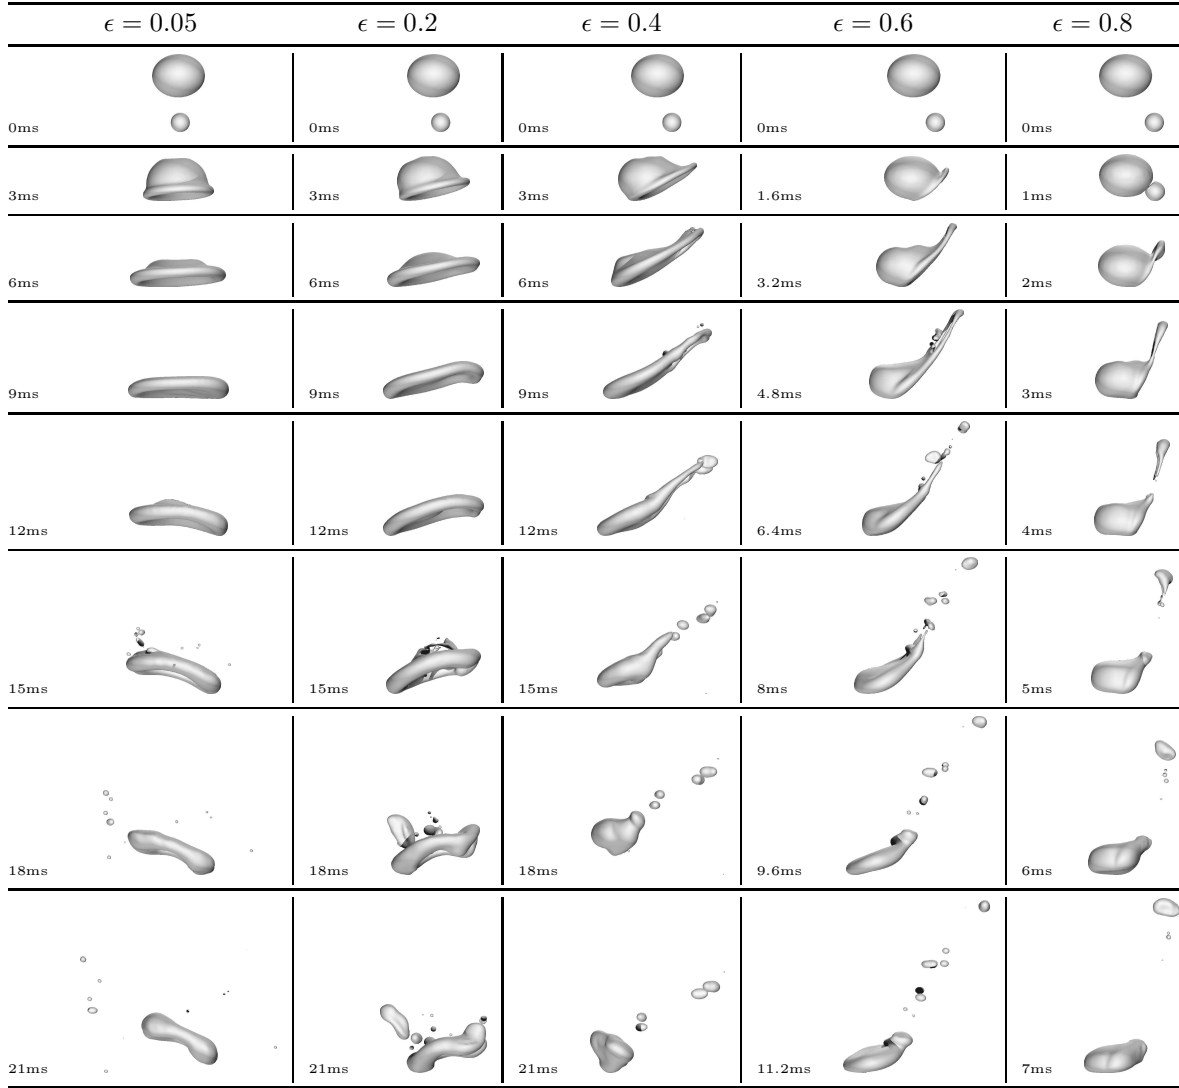 ϵ = 0.05 ϵ = 0.2 ϵ = 0.4 ϵ = 0.6 ϵ = 0.8
0ms 0ms 0ms 0ms 0ms
3ms 3ms 3ms 1.6ms 1ms
6ms 6ms 6ms 3.2ms 2ms
9ms 9ms 9ms 4.8ms 3ms
12ms 12ms 12ms 6.4ms 4ms
15ms 15ms 15ms 8ms 5ms
18ms 18ms 18ms 9.6ms 6ms
21ms 21ms 21ms 11.2ms 7ms